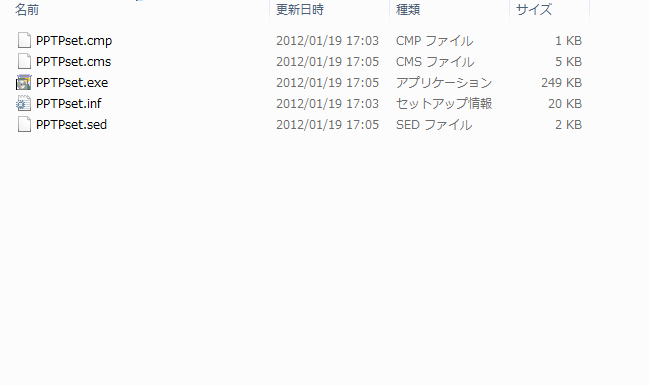 名前 更新日時 種類 サイズ
PPTPset.cmp 2012/01/19 17:03 CMP ファイル 1 KB
PPTPset.cms 2012/01/19 17:05 CMS ファイル 5 KB
PPTPset.exe 2012/01/19 17:05 アプリケーション 249 KB
PPTPset.inf 2012/01/19 17:03 セットアップ情報 20 KB
PPTPset.sed 2012/01/19 17:05 SED ファイル 2 KB